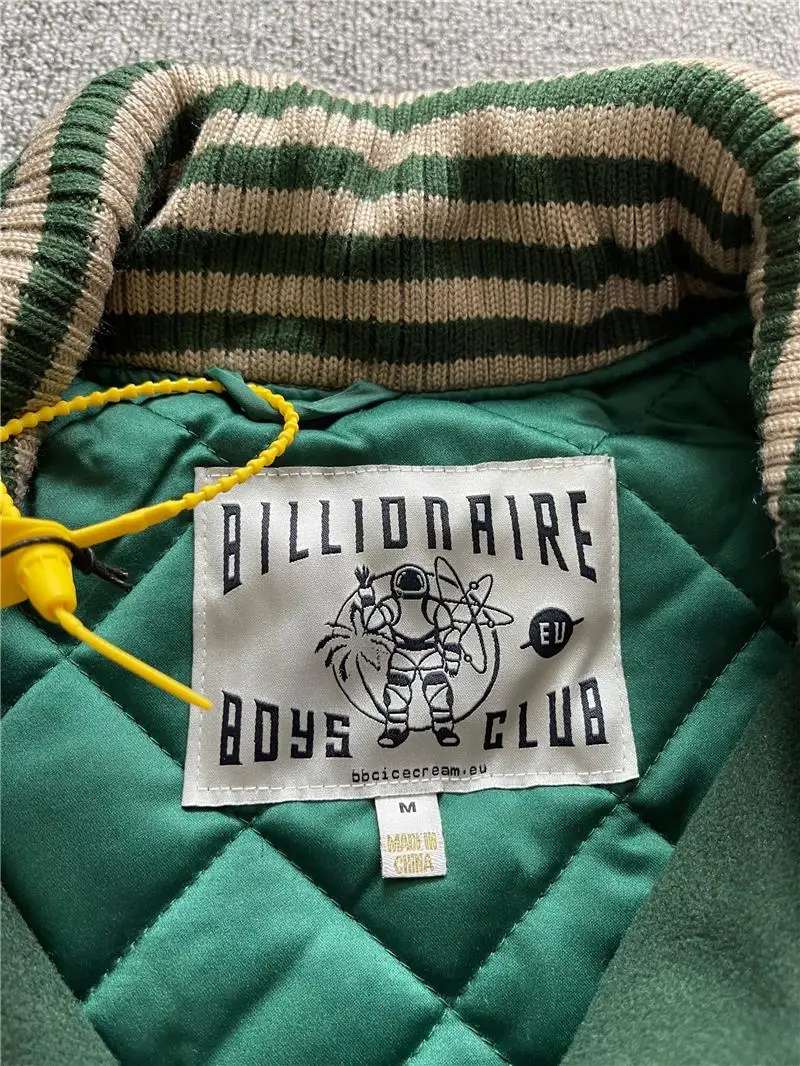 BILLIONAIRE
EU
BOYS CLUB
bbcicecream.eu
M
MADE IN
CHINA